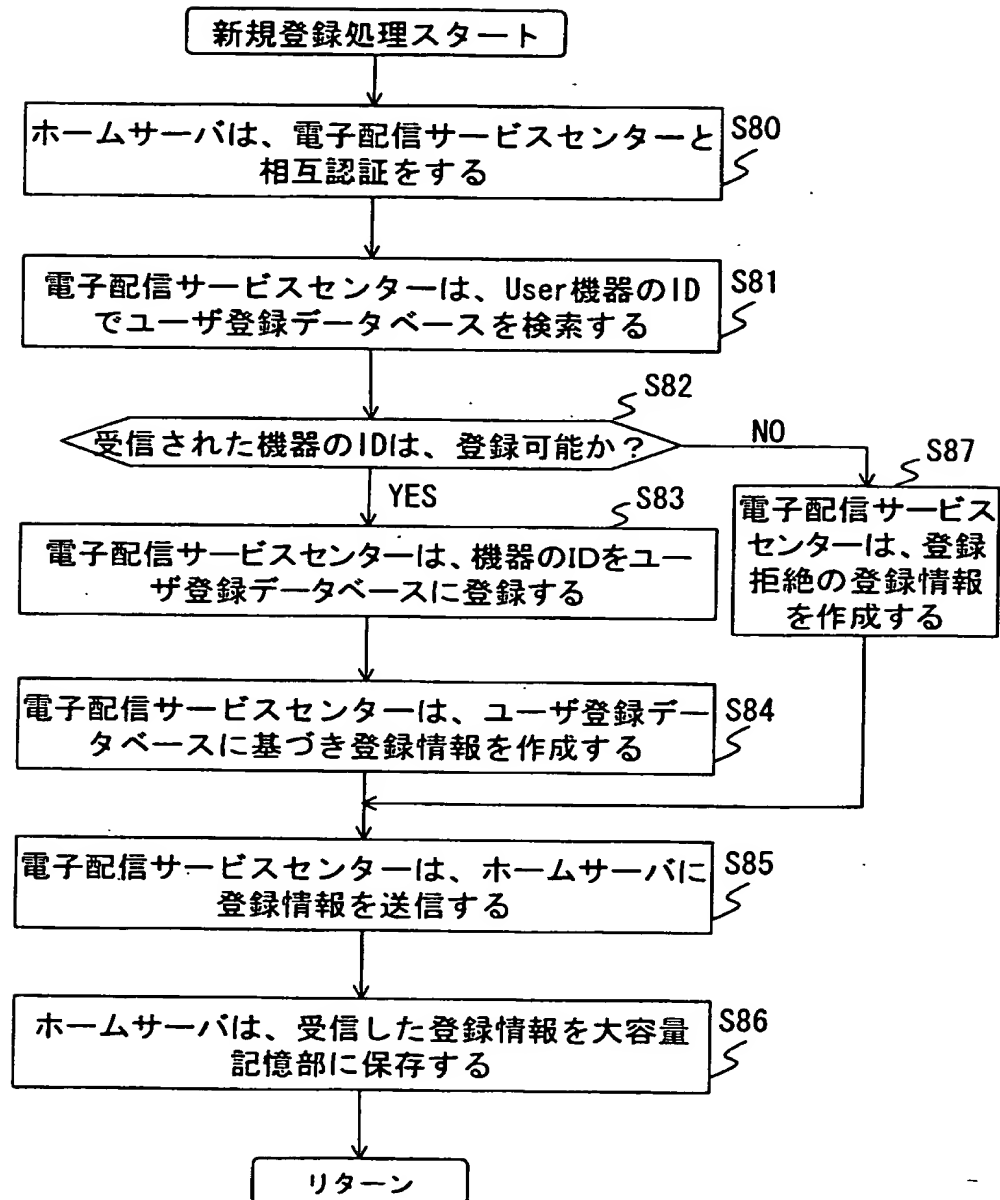 新規登録処理スタート
ホームサーバは、電子配信サービスセンターと
相互認証をする
S80
電子配信サービスセンターは、User機器のID
でユーザ登録データベースを検索する
S81
受信された機器のIDは、登録可能か？
S82
NO
YES
電子配信サービスセンターは、機器のIDをユー
ザ登録データベースに登録する
S83
電子配信サービス
センターは、登録
拒絶の登録情報
を作成する
S87
電子配信サービスセンターは、ユーザ登録デー
タベースに基づき登録情報を作成する
S84
電子配信サービスセンターは、ホームサーバに
登録情報を送信する
S85
ホームサーバは、受信した登録情報を大容量
記憶部に保存する
S86
リターン